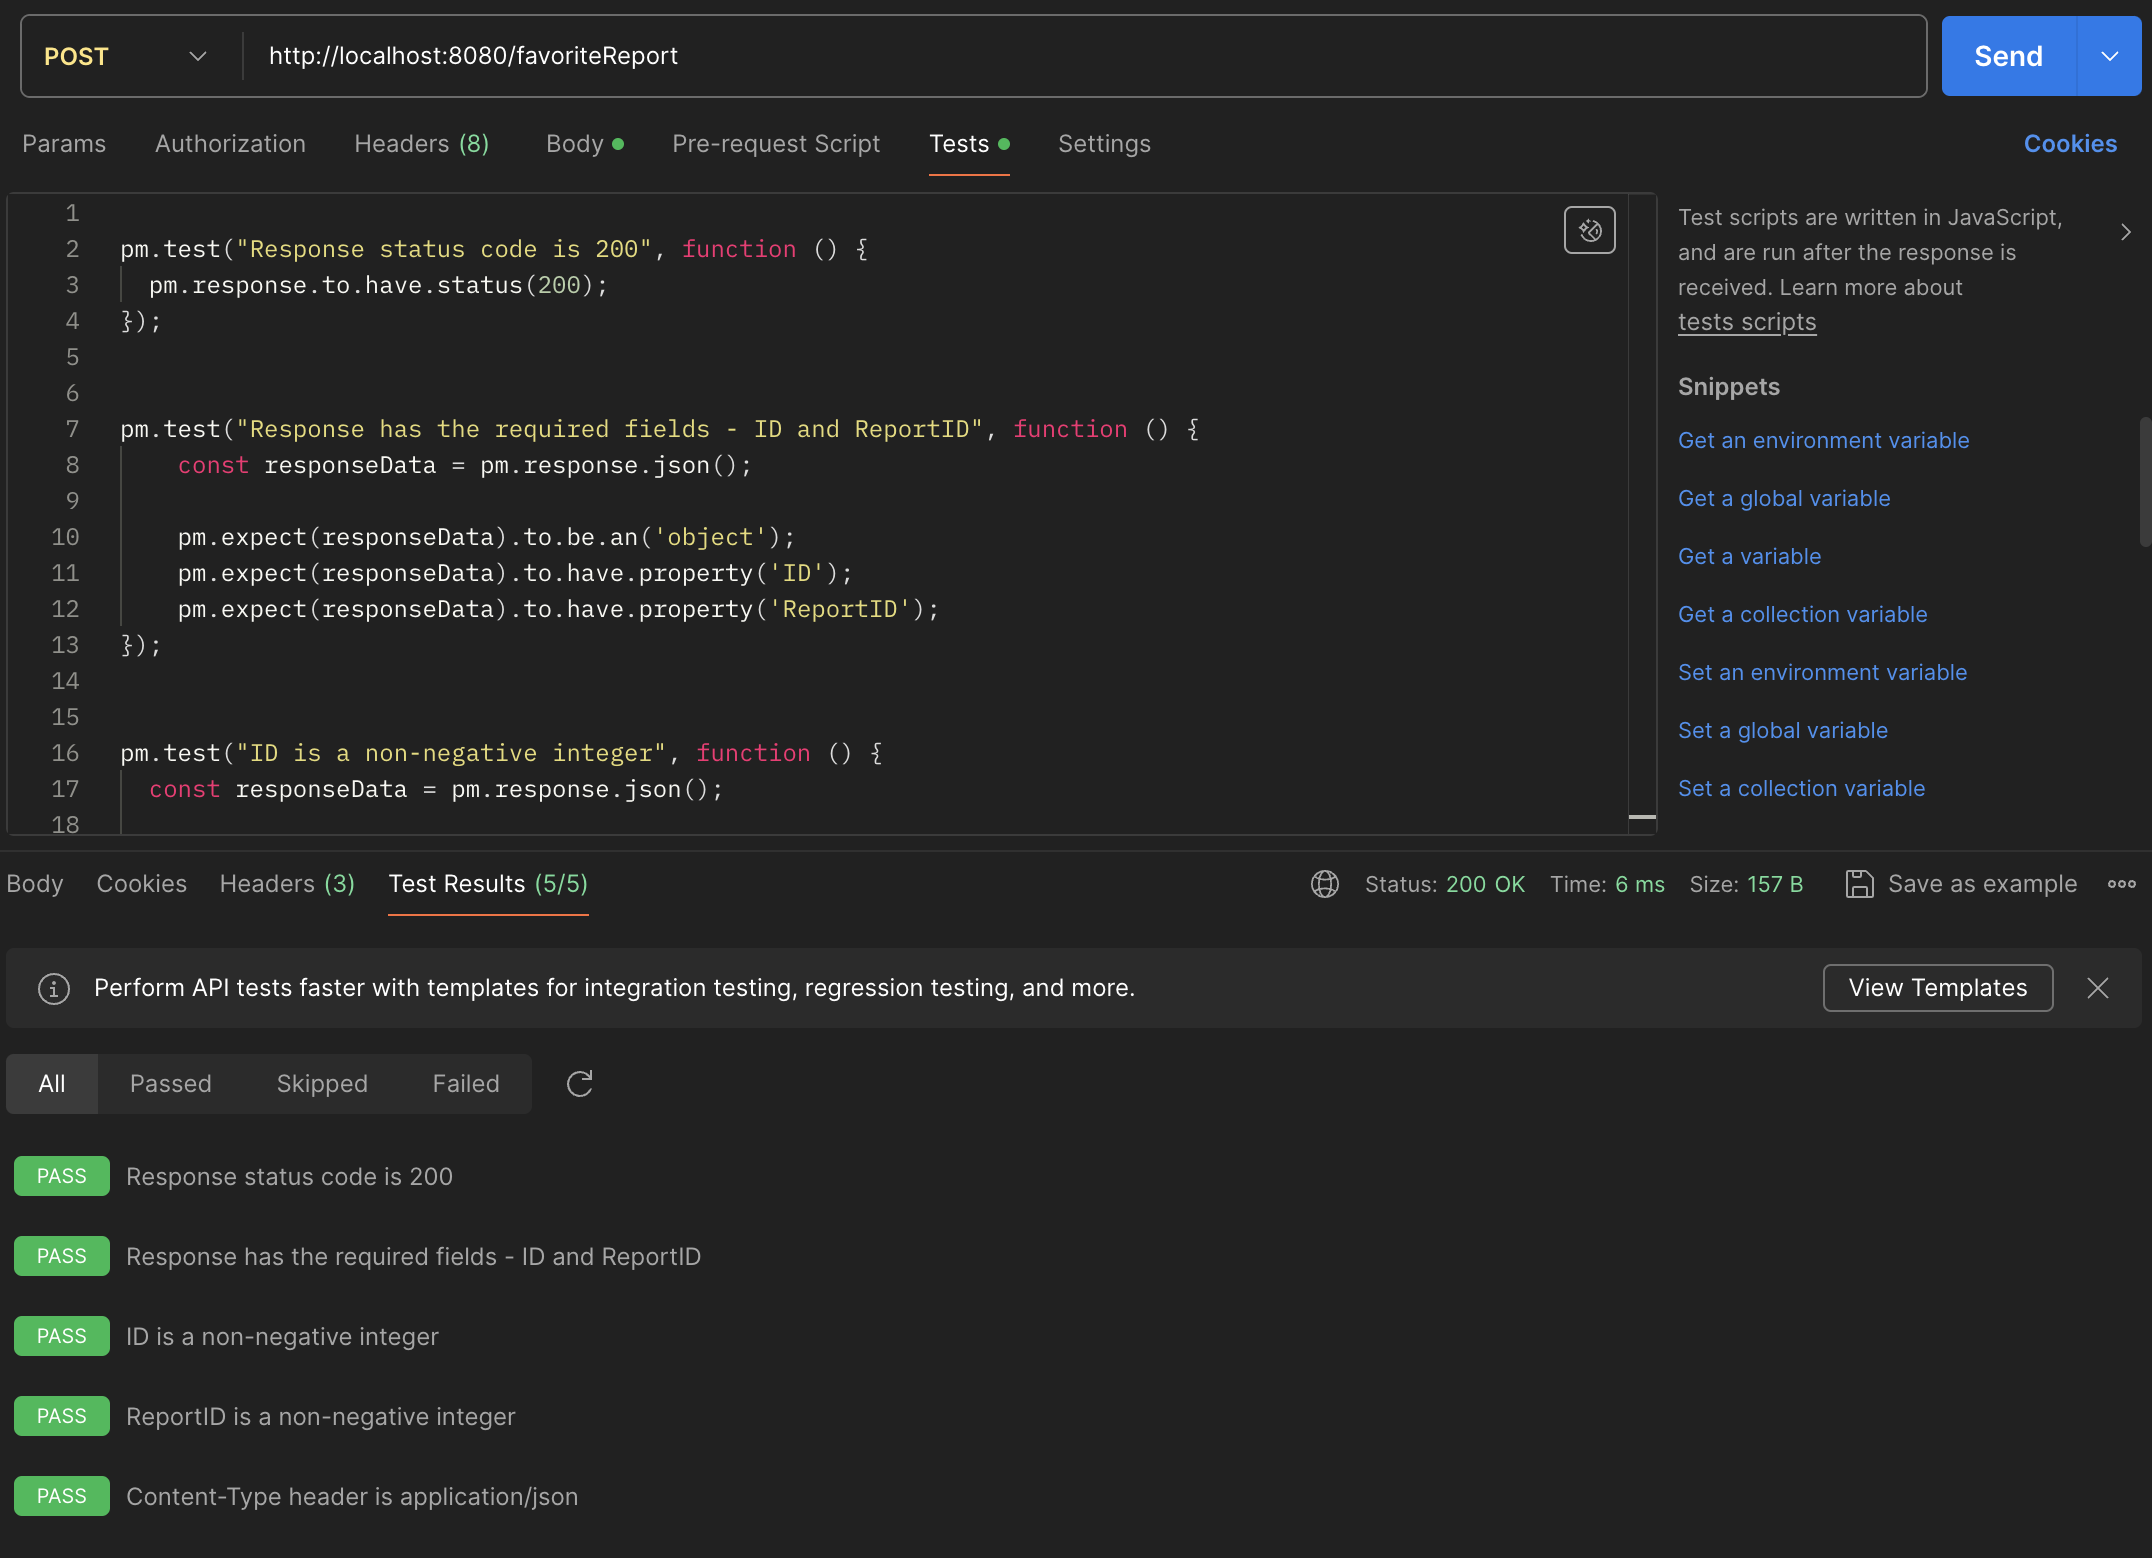 POST
http://localhost:8080/favoriteReport
Send
Params
Authorization
Headers (8)
Body
Pre-request Script
Tests
Settings
Cookies
1
2 pm.test("Response status code is 200", function () {
3 pm.response.to.have.status(200);
4 });
5
6
7 pm.test("Response has the required fields - ID and ReportID", function () {
8 const responseData = pm.response.json();
9
10 pm.expect(responseData).to.be.an('object');
11 pm.expect(responseData).to.have.property('ID');
12 pm.expect(responseData).to.have.property('ReportID');
13 });
14
15
16 pm.test("ID is a non-negative integer", function () {
17 const responseData = pm.response.json();
18
Test scripts are written in JavaScript,
and are run after the response is
received. Learn more about
tests scripts
Snippets
Get an environment variable
Get a global variable
Get a variable
Get a collection variable
Set an environment variable
Set a global variable
Set a collection variable
Body
Cookies
Headers (3)
Test Results (5/5)
Status: 200 OK
Time: 6 ms
Size: 157 B
Save as example
Perform API tests faster with templates for integration testing, regression testing, and more.
View Templates
All
Passed
Skipped
Failed
PASS Response status code is 200
PASS Response has the required fields - ID and ReportID
PASS ID is a non-negative integer
PASS ReportID is a non-negative integer
PASS Content-Type header is application/json